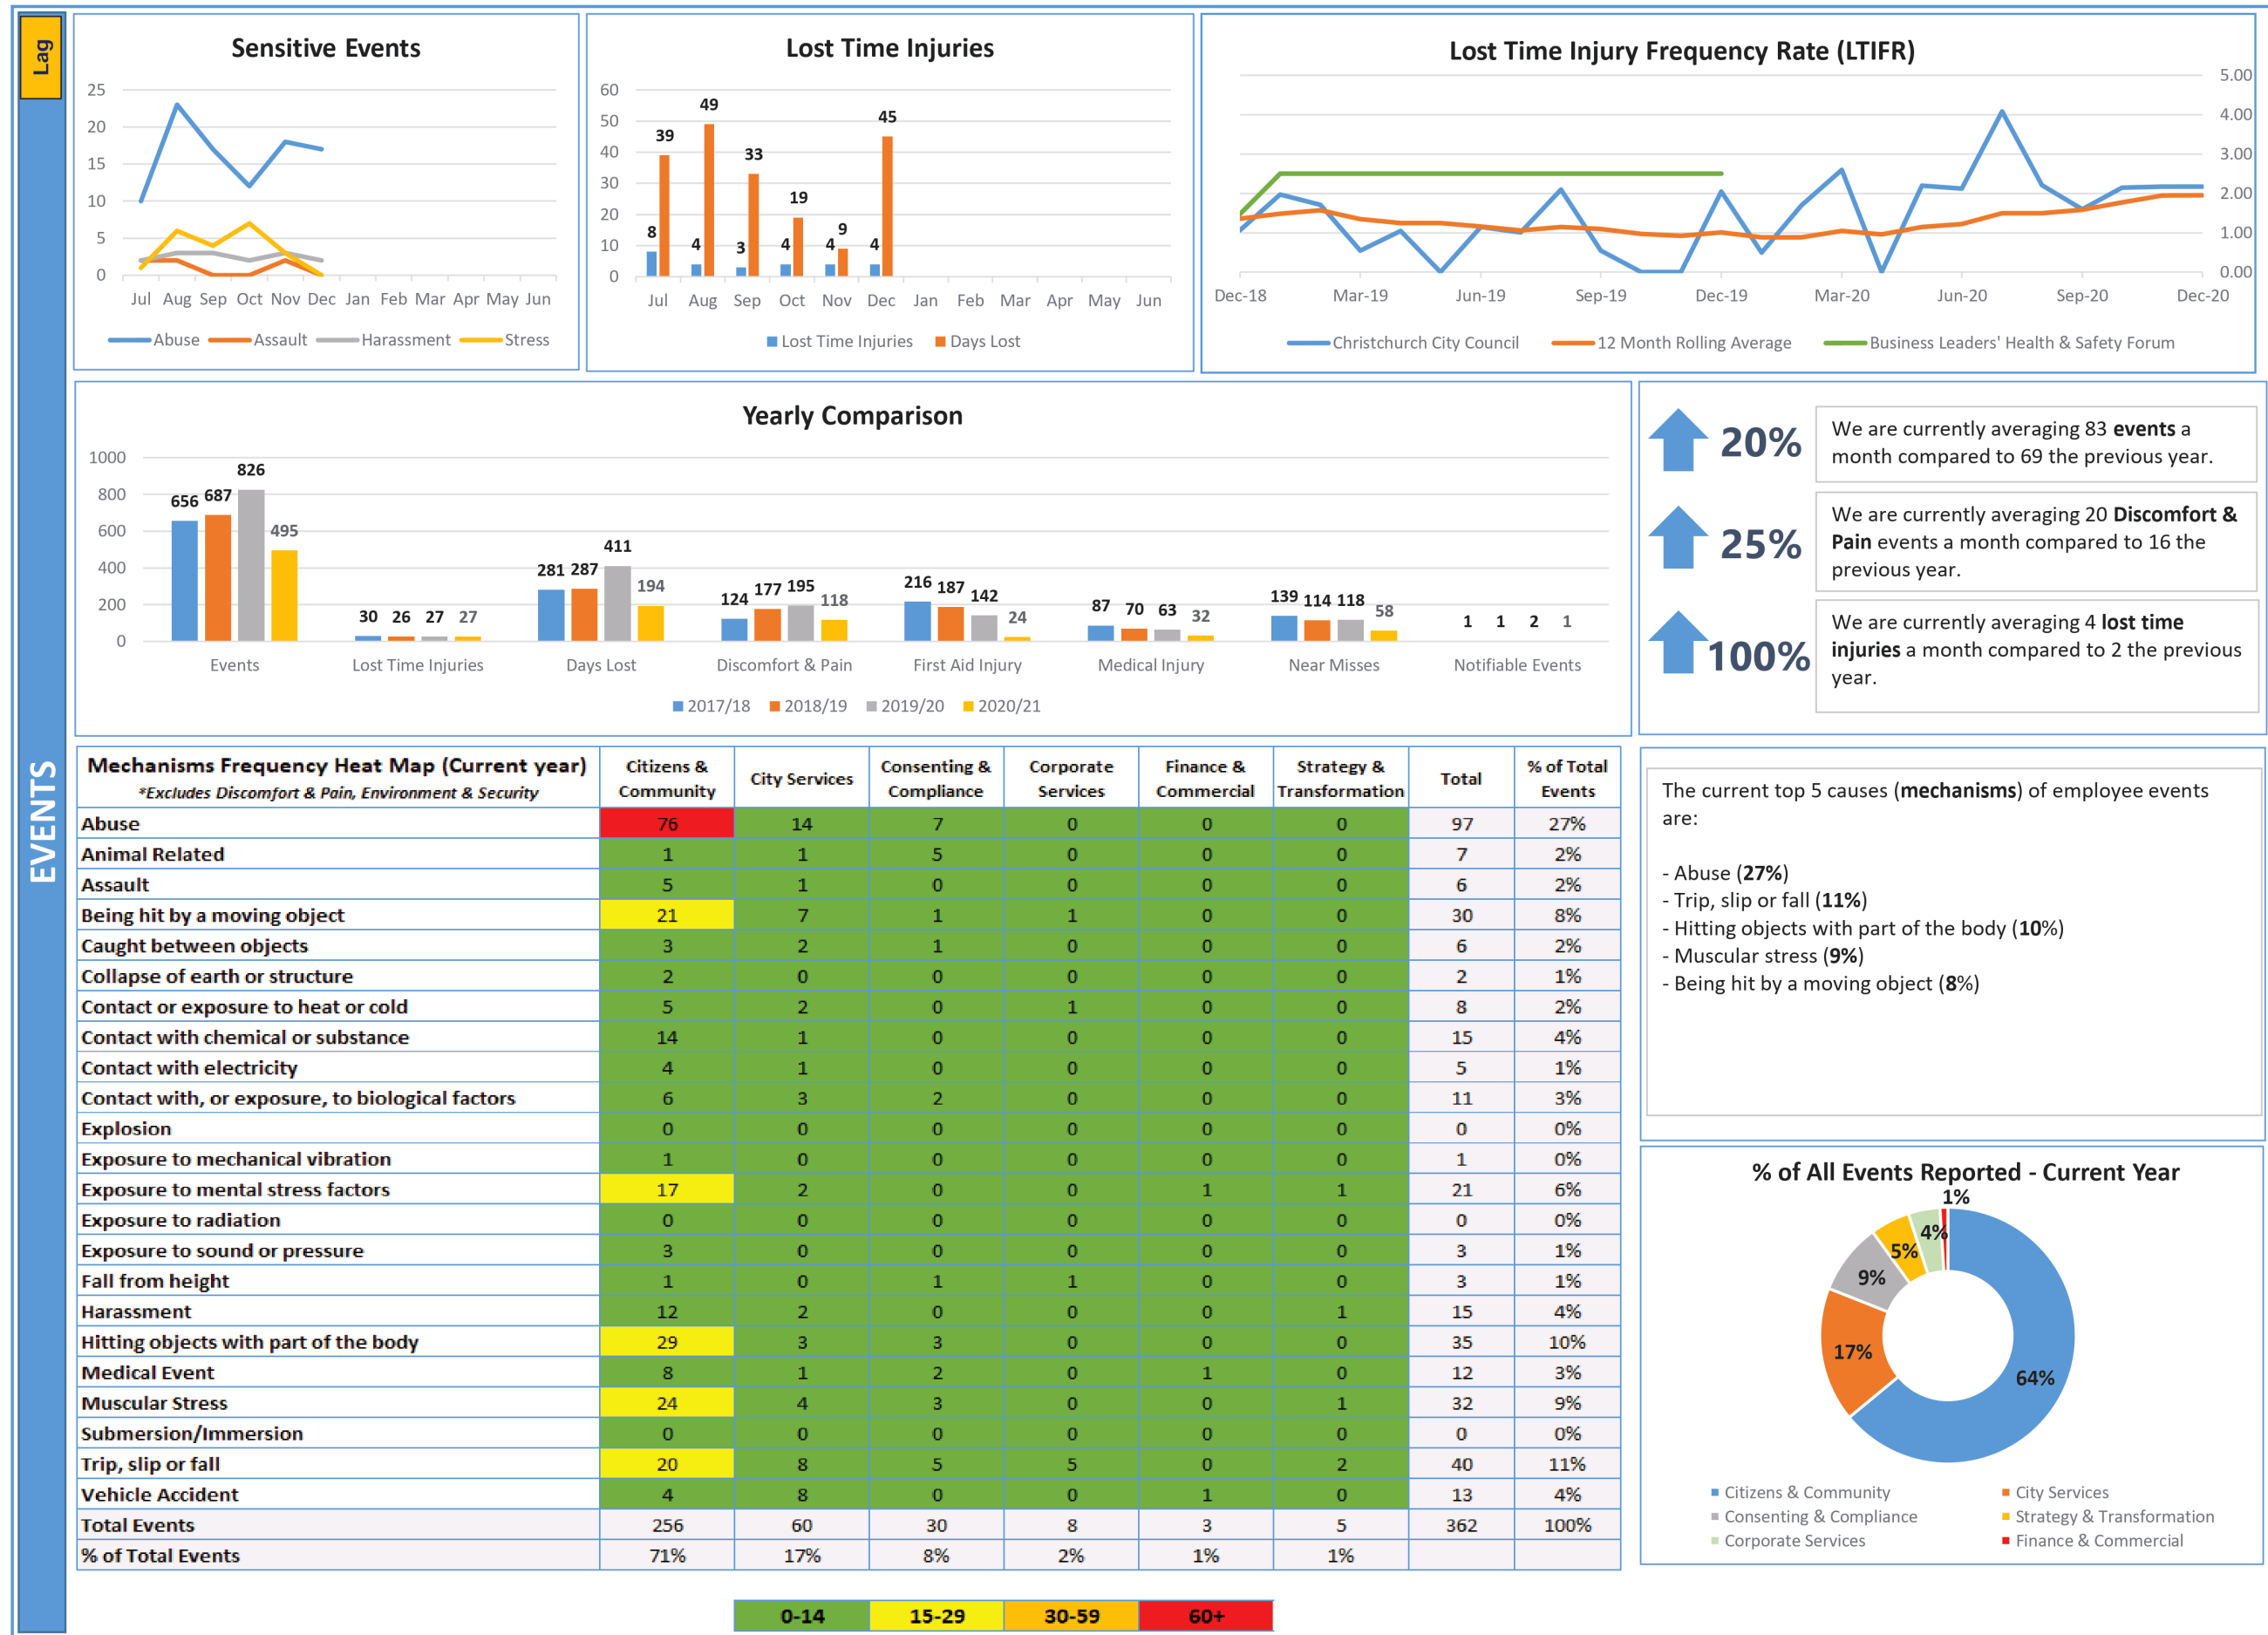 Lag
EVENTS
Sensitive Events
25
20
15
10
5
0
Jul Aug Sep Oct Nov Dec Jan Feb Mar Apr May Jun
Abuse Assault Harassment Stress
Lost Time Injuries
60
50
40
30
20
10
0
8 39 4 49 3 33 4 19 4 9 4 45
Jul Aug Sep Oct Nov Dec Jan Feb Mar Apr May Jun
Lost Time Injuries Days Lost
Lost Time Injury Frequency Rate (LTIFR)
5.00
4.00
3.00
2.00
1.00
0.00
Dec-18 Mar-19 Jun-19 Sep-19 Dec-19 Mar-20 Jun-20 Sep-20 Dec-20
Christchurch City Council 12 Month Rolling Average Business Leaders' Health & Safety Forum
Yearly Comparison
1000
800
600
400
200
0
656 687 826 495
30 26 27 27
281 287 411 194
124 177 195 118
216 187 142 24
87 70 63 32
139 114 118 58
1 1 2 1
Events Lost Time Injuries Days Lost Discomfort & Pain First Aid Injury Medical Injury Near Misses Notifiable Events
2017/18 2018/19 2019/20 2020/21
20%
We are currently averaging 83 events a
month compared to 69 the previous year.
25%
We are currently averaging 20 Discomfort &
Pain events a month compared to 16 the
previous year.
100%
We are currently averaging 4 lost time
injuries a month compared to 2 the previous
year.
Mechanisms Frequency Heat Map (Current year)
*Excludes Discomfort & Pain, Environment & Security
Citizens & Community City Services Consenting & Compliance Corporate Services Finance & Commercial Strategy & Transformation Total % of Total Events
Abuse 76 14 7 0 0 0 97 27%
Animal Related 1 1 5 0 0 0 7 2%
Assault 5 1 0 0 0 0 6 2%
Being hit by a moving object 21 7 1 1 0 0 30 8%
Caught between objects 3 2 1 0 0 0 6 2%
Collapse of earth or structure 2 0 0 0 0 0 2 1%
Contact or exposure to heat or cold 5 2 0 1 0 0 8 2%
Contact with chemical or substance 14 1 0 0 0 0 15 4%
Contact with electricity 4 1 0 0 0 0 5 1%
Contact with, or exposure, to biological factors 6 3 2 0 0 0 11 3%
Explosion 0 0 0 0 0 0 0 0%
Exposure to mechanical vibration 1 0 0 0 0 0 1 0%
Exposure to mental stress factors 17 2 0 0 1 1 21 6%
Exposure to radiation 0 0 0 0 0 0 0 0%
Exposure to sound or pressure 3 0 0 0 0 0 3 1%
Fall from height 1 0 1 1 0 0 3 1%
Harassment 12 2 0 0 0 1 15 4%
Hitting objects with part of the body 29 3 3 0 0 0 35 10%
Medical Event 8 1 2 0 1 0 12 3%
Muscular Stress 24 4 3 0 0 1 32 9%
Submersion/Immersion 0 0 0 0 0 0 0 0%
Trip, slip or fall 20 8 5 5 0 2 40 11%
Vehicle Accident 4 8 0 0 1 0 13 4%
Total Events 256 60 30 8 3 5 362 100%
% of Total Events 71% 17% 8% 2% 1% 1%
0-14 15-29 30-59 60+
The current top 5 causes (mechanisms) of employee events
are:
- Abuse (27%)
- Trip, slip or fall (11%)
- Hitting objects with part of the body (10%)
- Muscular stress (9%)
- Being hit by a moving object (8%)
% of All Events Reported - Current Year
1%
4%
5%
9%
17%
64%
Citizens & Community City Services
Consenting & Compliance Strategy & Transformation
Corporate Services Finance & Commercial